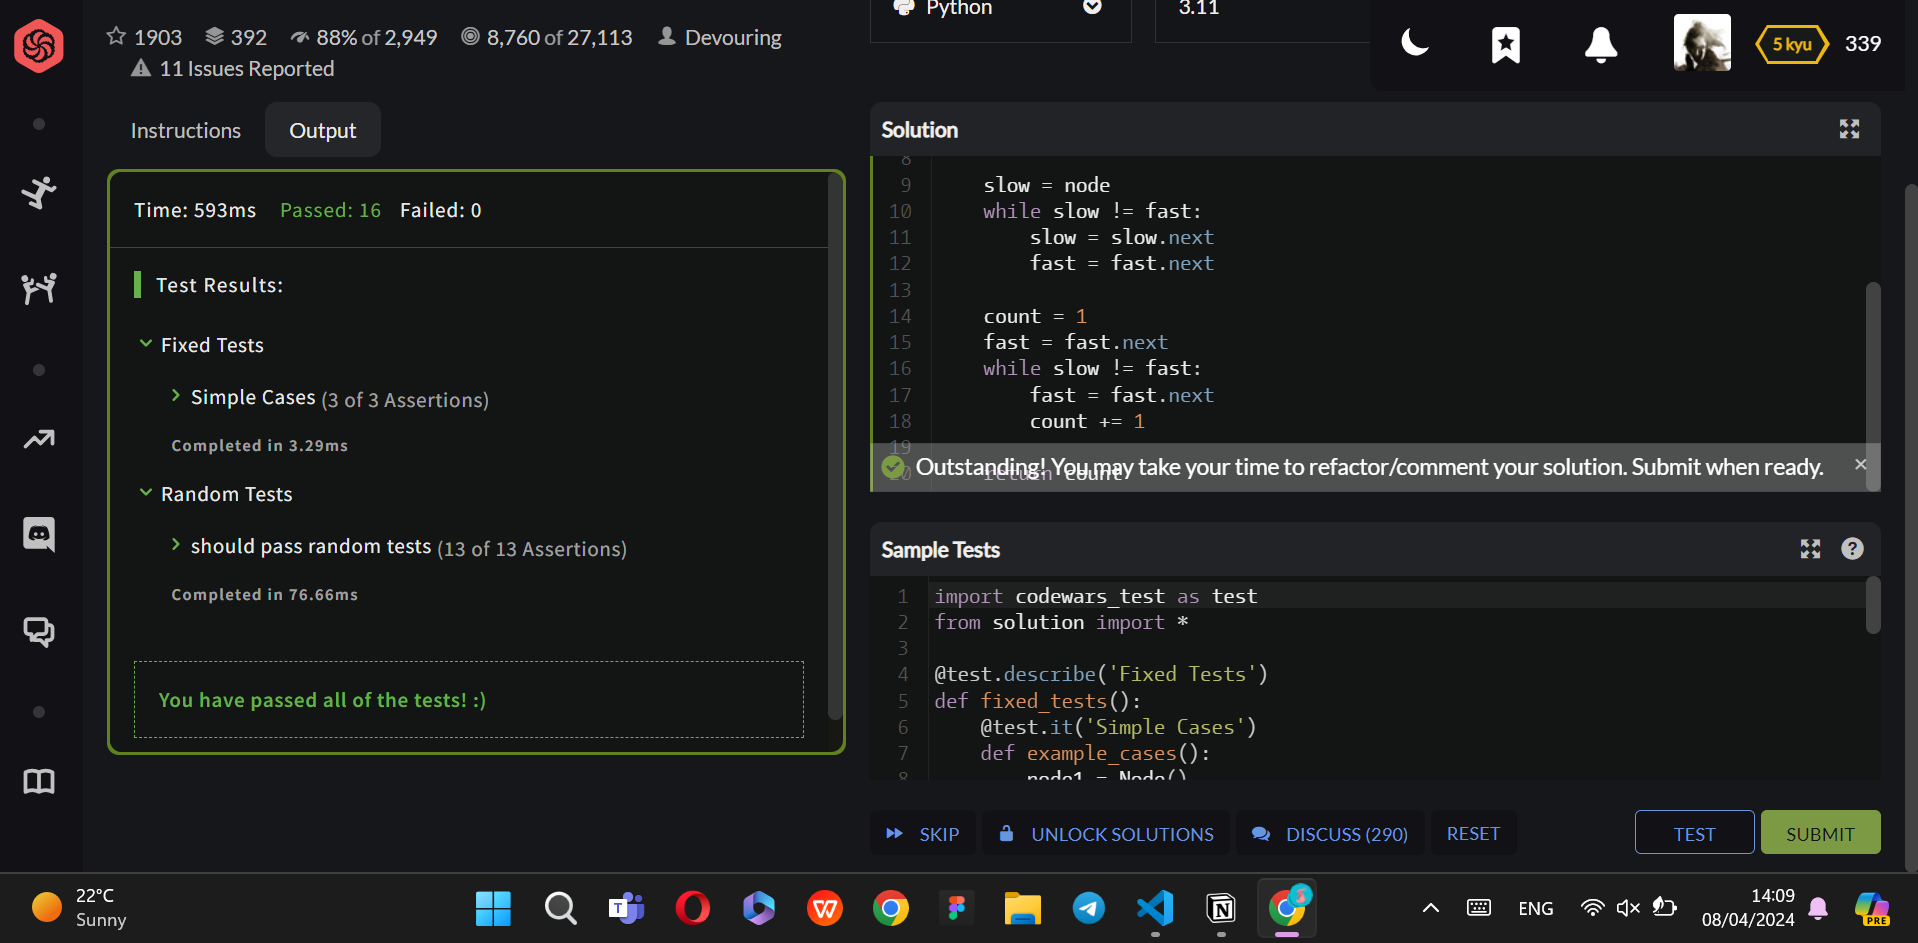 1903 392 88% of 2,949 8,760 of 27,113 Devouring
11 Issues Reported
Python
3.11
5 kyu 339
Instructions Output
Time: 593ms Passed: 16 Failed: 0
Test Results:
Fixed Tests
Simple Cases (3 of 3 Assertions)
Completed in 3.29ms
Random Tests
should pass random tests (13 of 13 Assertions)
Completed in 76.66ms
You have passed all of the tests! :)
Solution
8
9 slow = node
10 while slow != fast:
11 slow = slow.next
12 fast = fast.next
13
14 count = 1
15 fast = fast.next
16 while slow != fast:
17 fast = fast.next
18 count += 1
19
20 return count
Outstanding! You may take your time to refactor/comment your solution. Submit when ready. ×
Sample Tests
1 import codewars_test as test
2 from solution import *
3
4 @test.describe('Fixed Tests')
5 def fixed_tests():
6 @test.it('Simple Cases')
7 def example_cases():
8 node1 = Node()
SKIP UNLOCK SOLUTIONS DISCUSS (290) RESET TEST SUBMIT
22°C
Sunny
ENG
14:09
08/04/2024
PRE